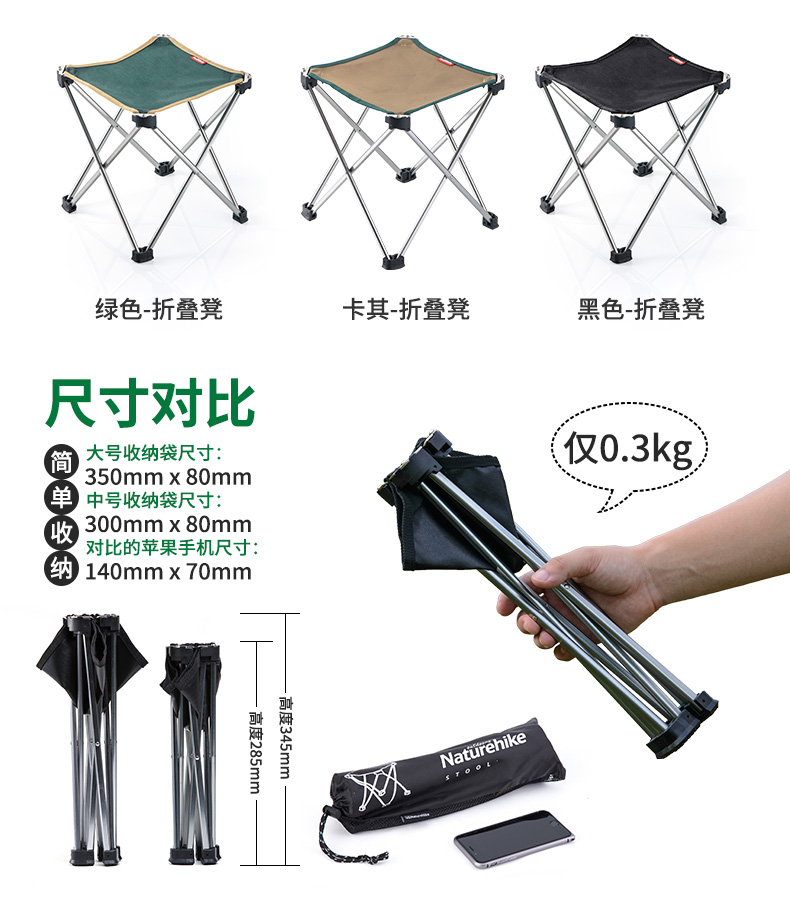 绿色-折叠凳
卡其-折叠凳
黑色-折叠凳
尺寸对比
简单收纳
大号收纳袋尺寸：
350mm x 80mm
中号收纳袋尺寸：
300mm x 80mm
对比的苹果手机尺寸：
140mm x 70mm
仅0.3kg
高度345mm
高度285mm
Naturehike
STOOL